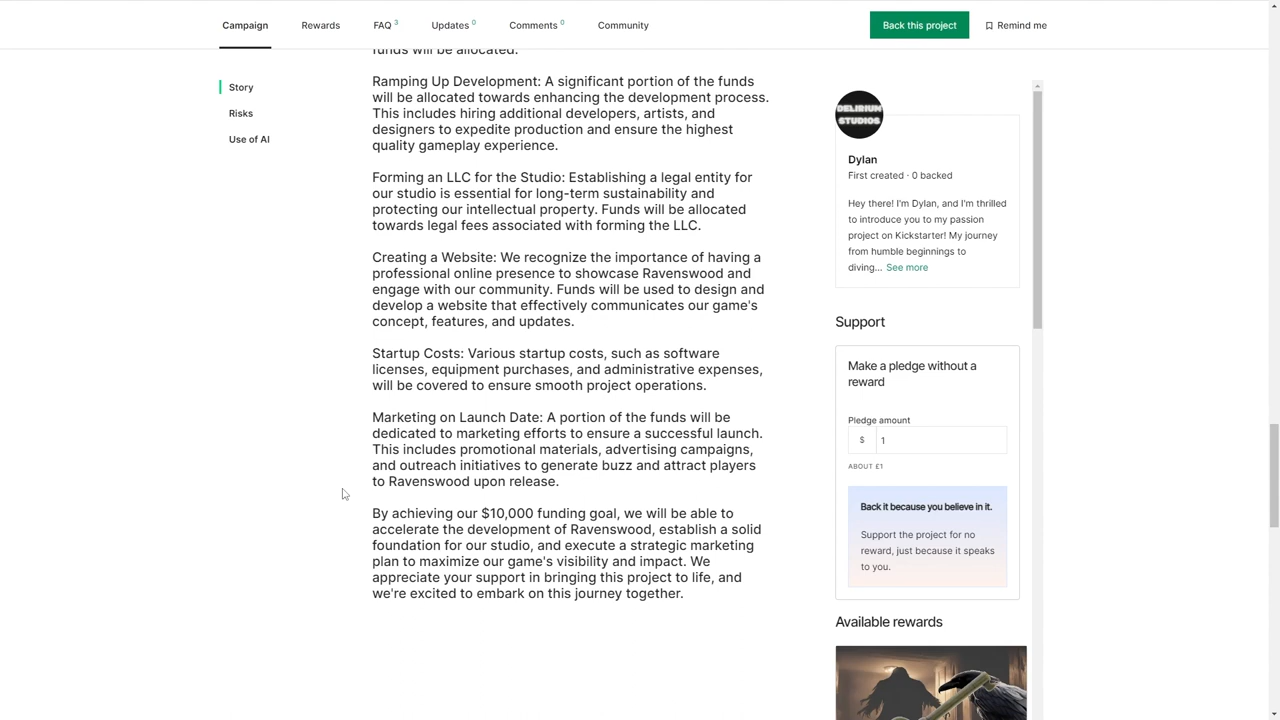 Campaign
Rewards
FAQ 3
Updates 0
Comments 0
Community
Back this project
Remind me
Story
Risks
Use of AI
funds will be allocated.
Ramping Up Development: A significant portion of the funds
will be allocated towards enhancing the development process.
This includes hiring additional developers, artists, and
designers to expedite production and ensure the highest
quality gameplay experience.
Forming an LLC for the Studio: Establishing a legal entity for
our studio is essential for long-term sustainability and
protecting our intellectual property. Funds will be allocated
towards legal fees associated with forming the LLC.
Creating a Website: We recognize the importance of having a
professional online presence to showcase Ravenswood and
engage with our community. Funds will be used to design and
develop a website that effectively communicates our game's
concept, features, and updates.
Startup Costs: Various startup costs, such as software
licenses, equipment purchases, and administrative expenses,
will be covered to ensure smooth project operations.
Marketing on Launch Date: A portion of the funds will be
dedicated to marketing efforts to ensure a successful launch.
This includes promotional materials, advertising campaigns,
and outreach initiatives to generate buzz and attract players
to Ravenswood upon release.
By achieving our $10,000 funding goal, we will be able to
accelerate the development of Ravenswood, establish a solid
foundation for our studio, and execute a strategic marketing
plan to maximize our game's visibility and impact. We
appreciate your support in bringing this project to life, and
we're excited to embark on this journey together.
DELIRIUM
STUDIOS
Dylan
First created · 0 backed
Hey there! I'm Dylan, and I'm thrilled
to introduce you to my passion
project on Kickstarter! My journey
from humble beginnings to
diving... See more
Support
Make a pledge without a
reward
Pledge amount
$ 1
ABOUT £1
Back it because you believe in it.
Support the project for no
reward, just because it speaks
to you.
Available rewards